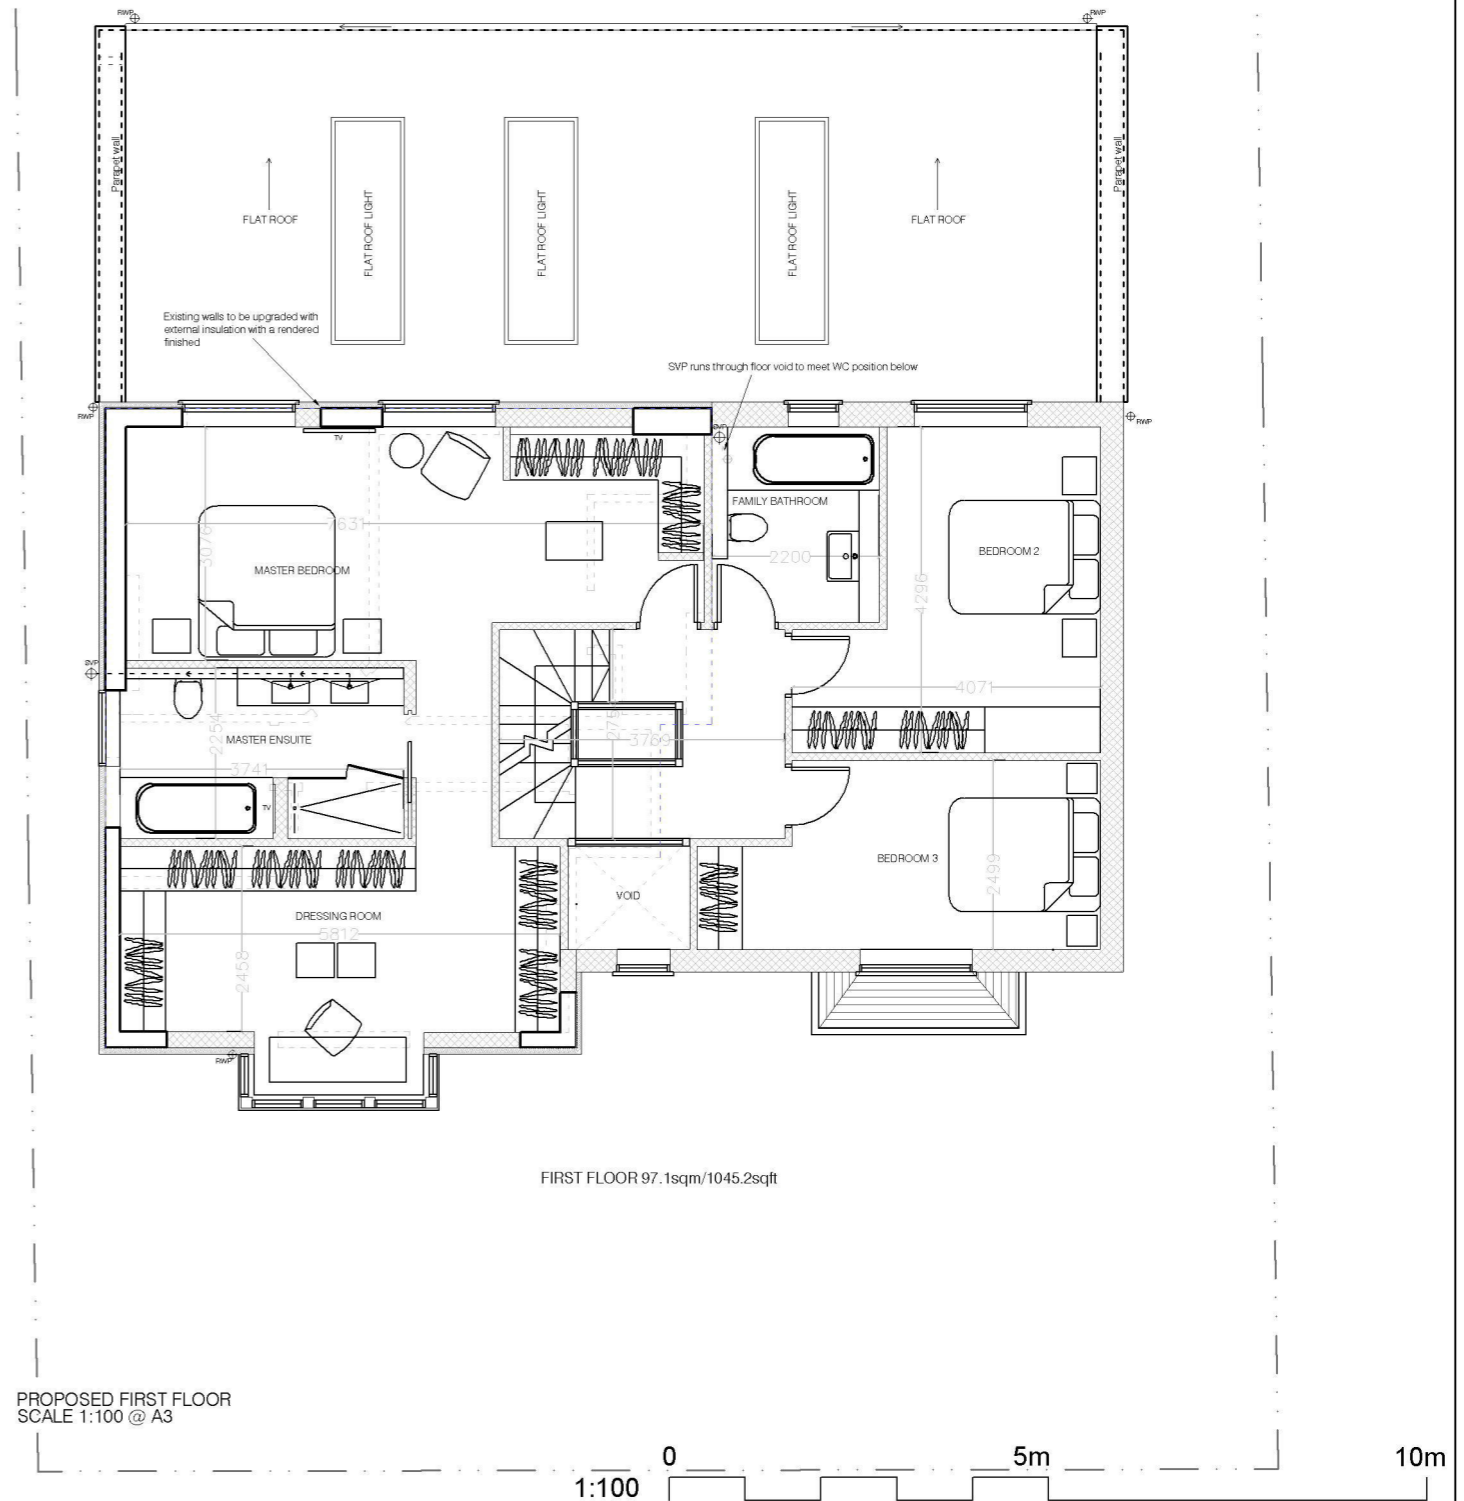 RWP
RWP
Parapet wall
Parapet wall
FLAT ROOF LIGHT
FLAT ROOF LIGHT
FLAT ROOF LIGHT
FLAT ROOF
FLAT ROOF
Existing walls to be upgraded with
external insulation with a rendered
finished
SVP runs through floor void to meet WC position below
RWP
RWP
SVP
TV
FAMILY BATHROOM
7631
3076
MASTER BEDROOM
2200
BEDROOM 2
4296
SVP
4071
MASTER ENSUITE
2254
3741
3769
TV
BEDROOM 3
2499
VOID
DRESSING ROOM
5812
2458
RWP
FIRST FLOOR 97.1sqm/1045.2sqft
PROPOSED FIRST FLOOR
SCALE 1:100 @ A3
0
5m
10m
1:100